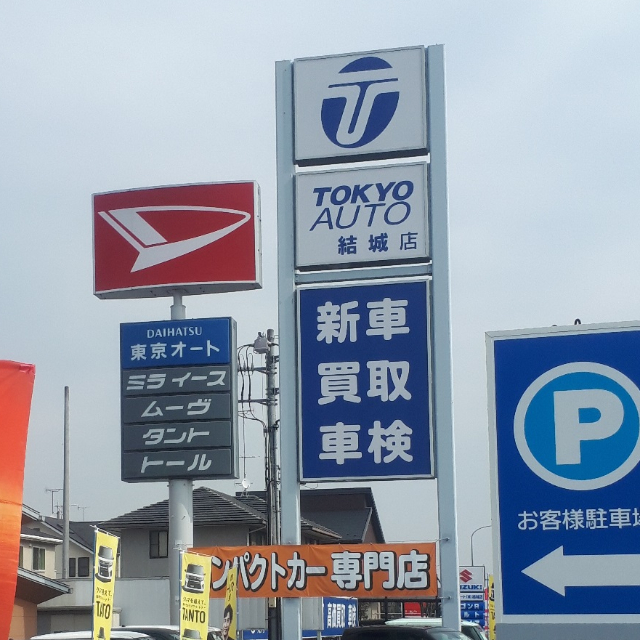 TOKYO
AUTO
結城店
新車
買取
車検
DAIHATSU
東京オート
ミライース
ムーヴ
タント
トール
P
お客様駐車場
ンパクトカー専門店
TANTO